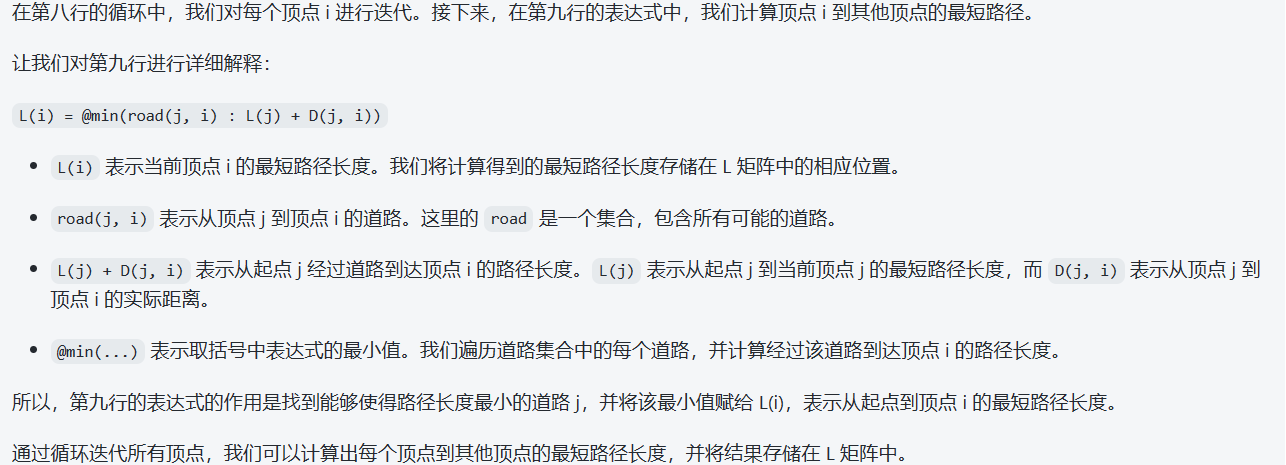 在第八行的循环中，我们对每个顶点 i 进行迭代。接下来，在第九行的表达式中，我们计算顶点 i 到其他顶点的最短路径。
让我们对第九行进行详细解释：
L(i) = @min(road(j, i) : L(j) + D(j, i))
• L(i) 表示当前顶点 i 的最短路径长度。我们将计算得到的最短路径长度存储在 L 矩阵中的相应位置。
• road(j, i) 表示从顶点 j 到顶点 i 的道路。这里的 road 是一个集合，包含所有可能的道路。
• L(j) + D(j, i) 表示从起点 j 经过道路到达顶点 i 的路径长度。L(j) 表示从起点 j 到当前顶点 j 的最短路径长度，而 D(j, i) 表示从顶点 j 到
顶点 i 的实际距离。
• @min(...) 表示取括号中表达式的最小值。我们遍历道路集合中的每个道路，并计算经过该道路到达顶点 i 的路径长度。
所以，第九行的表达式的作用是找到能够使得路径长度最小的道路 j，并将该最小值赋给 L(i)，表示从起点到顶点 i 的最短路径长度。
通过循环迭代所有顶点，我们可以计算出每个顶点到其他顶点的最短路径长度，并将结果存储在 L 矩阵中。